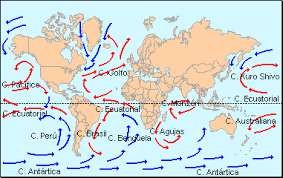 C. Golfo
C. Kuro Shivo
C. Pacífico
C. Ecuatorial
C. Monzón
C. Ecuatorial
C. Ecuatorial
C. Australiana
C. Perú
C. Brasil
C. Benguela
C. Agujas
C. Antártica
C. Antártica